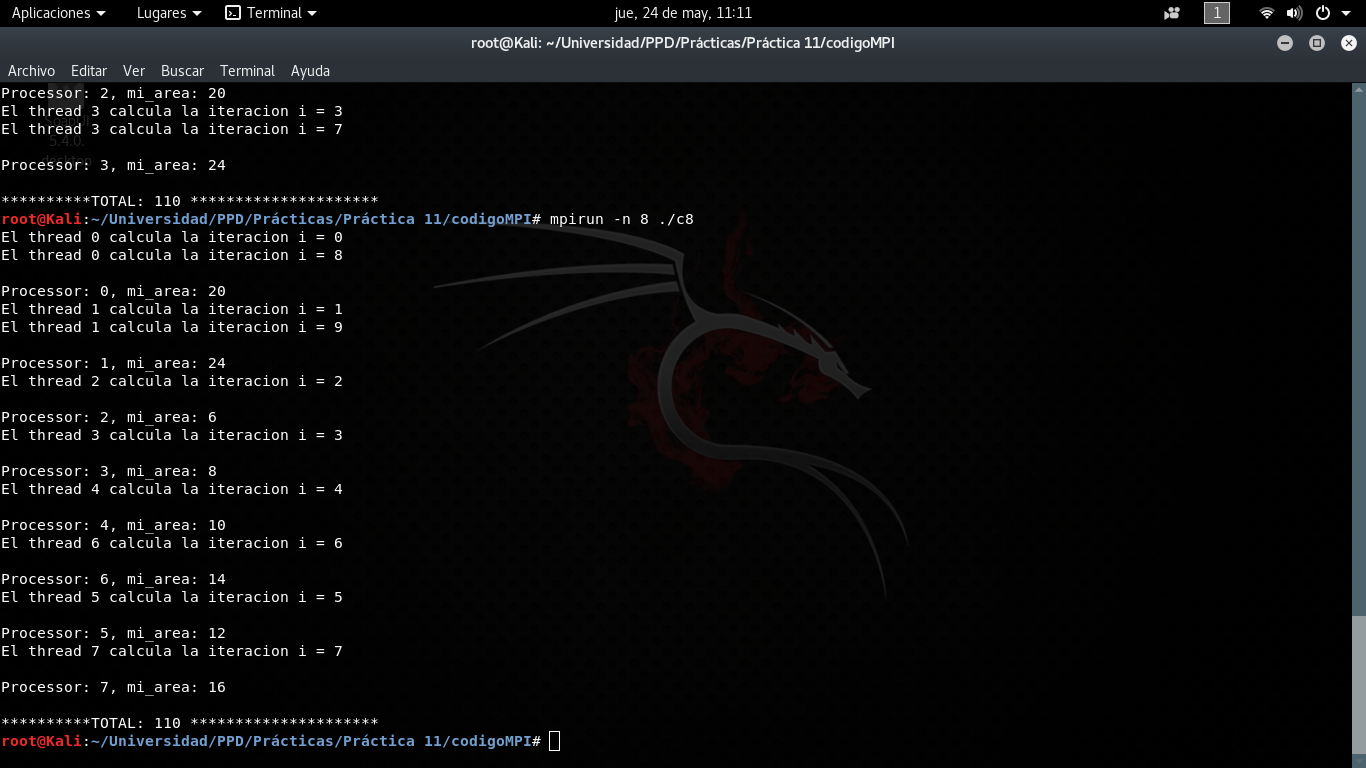 Aplicaciones Lugares Terminal jue, 24 de may, 11:11 1
root@Kali: ~/Universidad/PPD/Prácticas/Práctica 11/codigoMPI
Archivo Editar Ver Buscar Terminal Ayuda
Processor: 2, mi_area: 20
El thread 3 calcula la iteracion i = 3
El thread 3 calcula la iteracion i = 7
5.4.0.
desktop
Processor: 3, mi_area: 24
**********TOTAL: 110 *********************
root@Kali:~/Universidad/PPD/Prácticas/Práctica 11/codigoMPI# mpirun -n 8 ./c8
El thread 0 calcula la iteracion i = 0
El thread 0 calcula la iteracion i = 8
Processor: 0, mi_area: 20
El thread 1 calcula la iteracion i = 1
El thread 1 calcula la iteracion i = 9
Processor: 1, mi_area: 24
El thread 2 calcula la iteracion i = 2
Processor: 2, mi_area: 6
El thread 3 calcula la iteracion i = 3
Processor: 3, mi_area: 8
El thread 4 calcula la iteracion i = 4
Processor: 4, mi_area: 10
El thread 6 calcula la iteracion i = 6
Processor: 6, mi_area: 14
El thread 5 calcula la iteracion i = 5
Processor: 5, mi_area: 12
El thread 7 calcula la iteracion i = 7
Processor: 7, mi_area: 16
**********TOTAL: 110 *********************
root@Kali:~/Universidad/PPD/Prácticas/Práctica 11/codigoMPI#